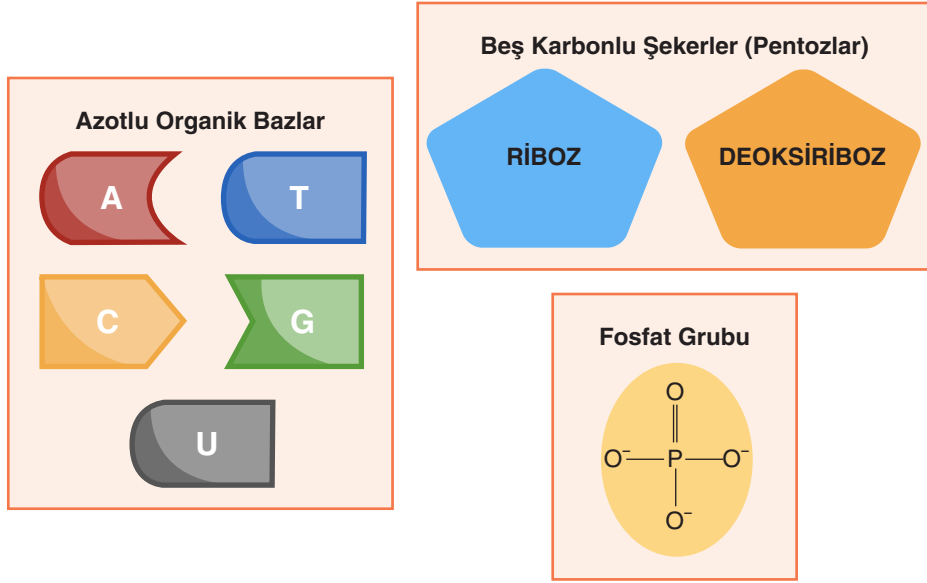 Azotlu Organik Bazlar
A
T
C
G
U
Beş Karbonlu Şekerler (Pentozlar)
RİBOZ
DEOKSİRİBOZ
Fosfat Grubu
O
O⁻ P O⁻
O⁻